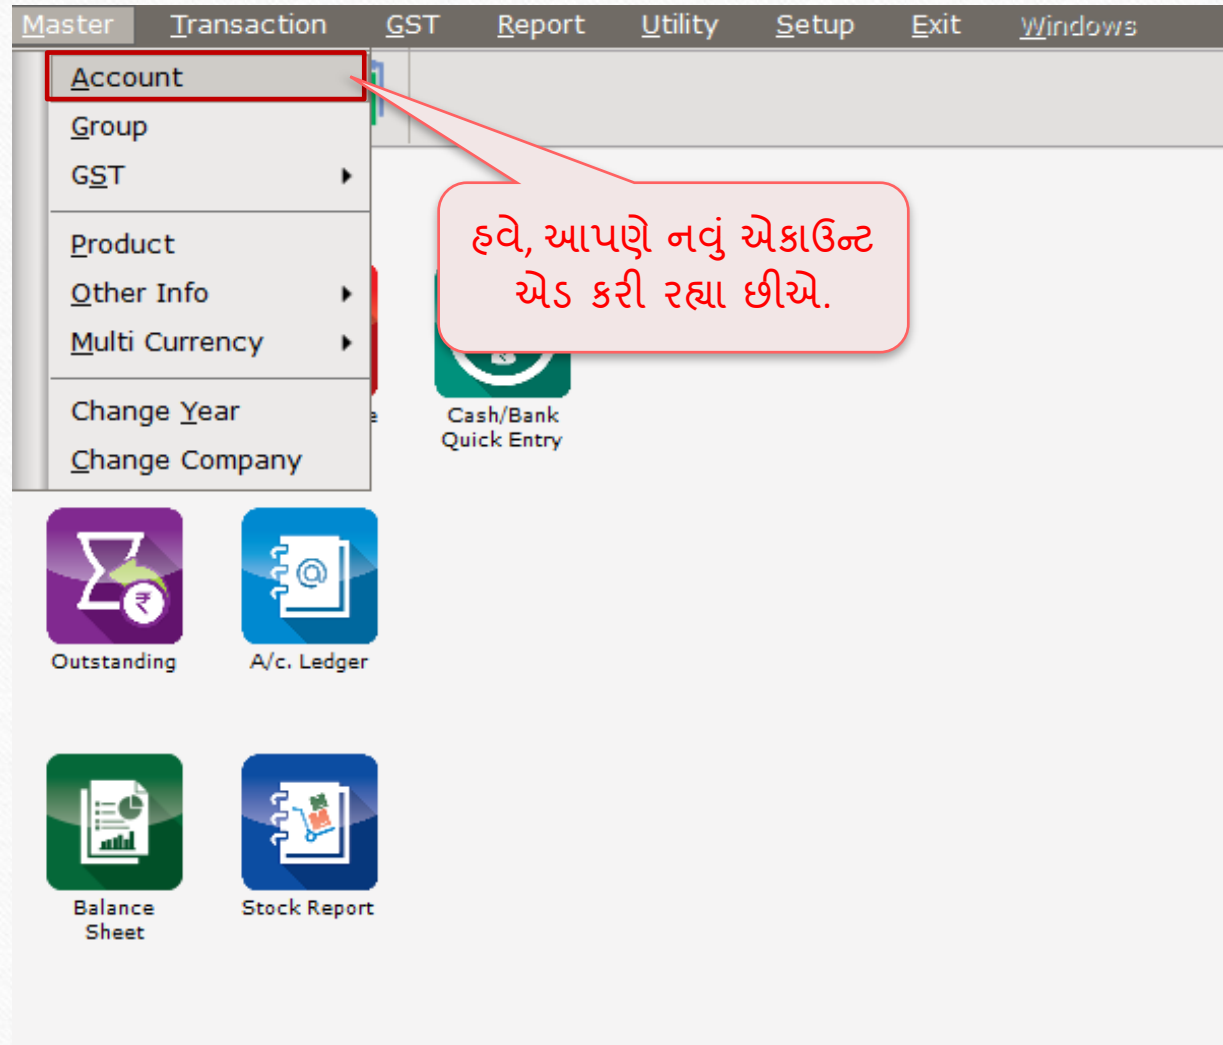 Master Transaction GST Report Utility Setup Exit Windows
Account
Group
GST
Product
Other Info
Multi Currency
Change Year
Change Company
હવે, આપણે નવું એકાઉન્ટ
એડ કરી રહ્યા છીએ.
Cash/Bank
Quick Entry
Outstanding
A/c. Ledger
Balance
Sheet
Stock Report